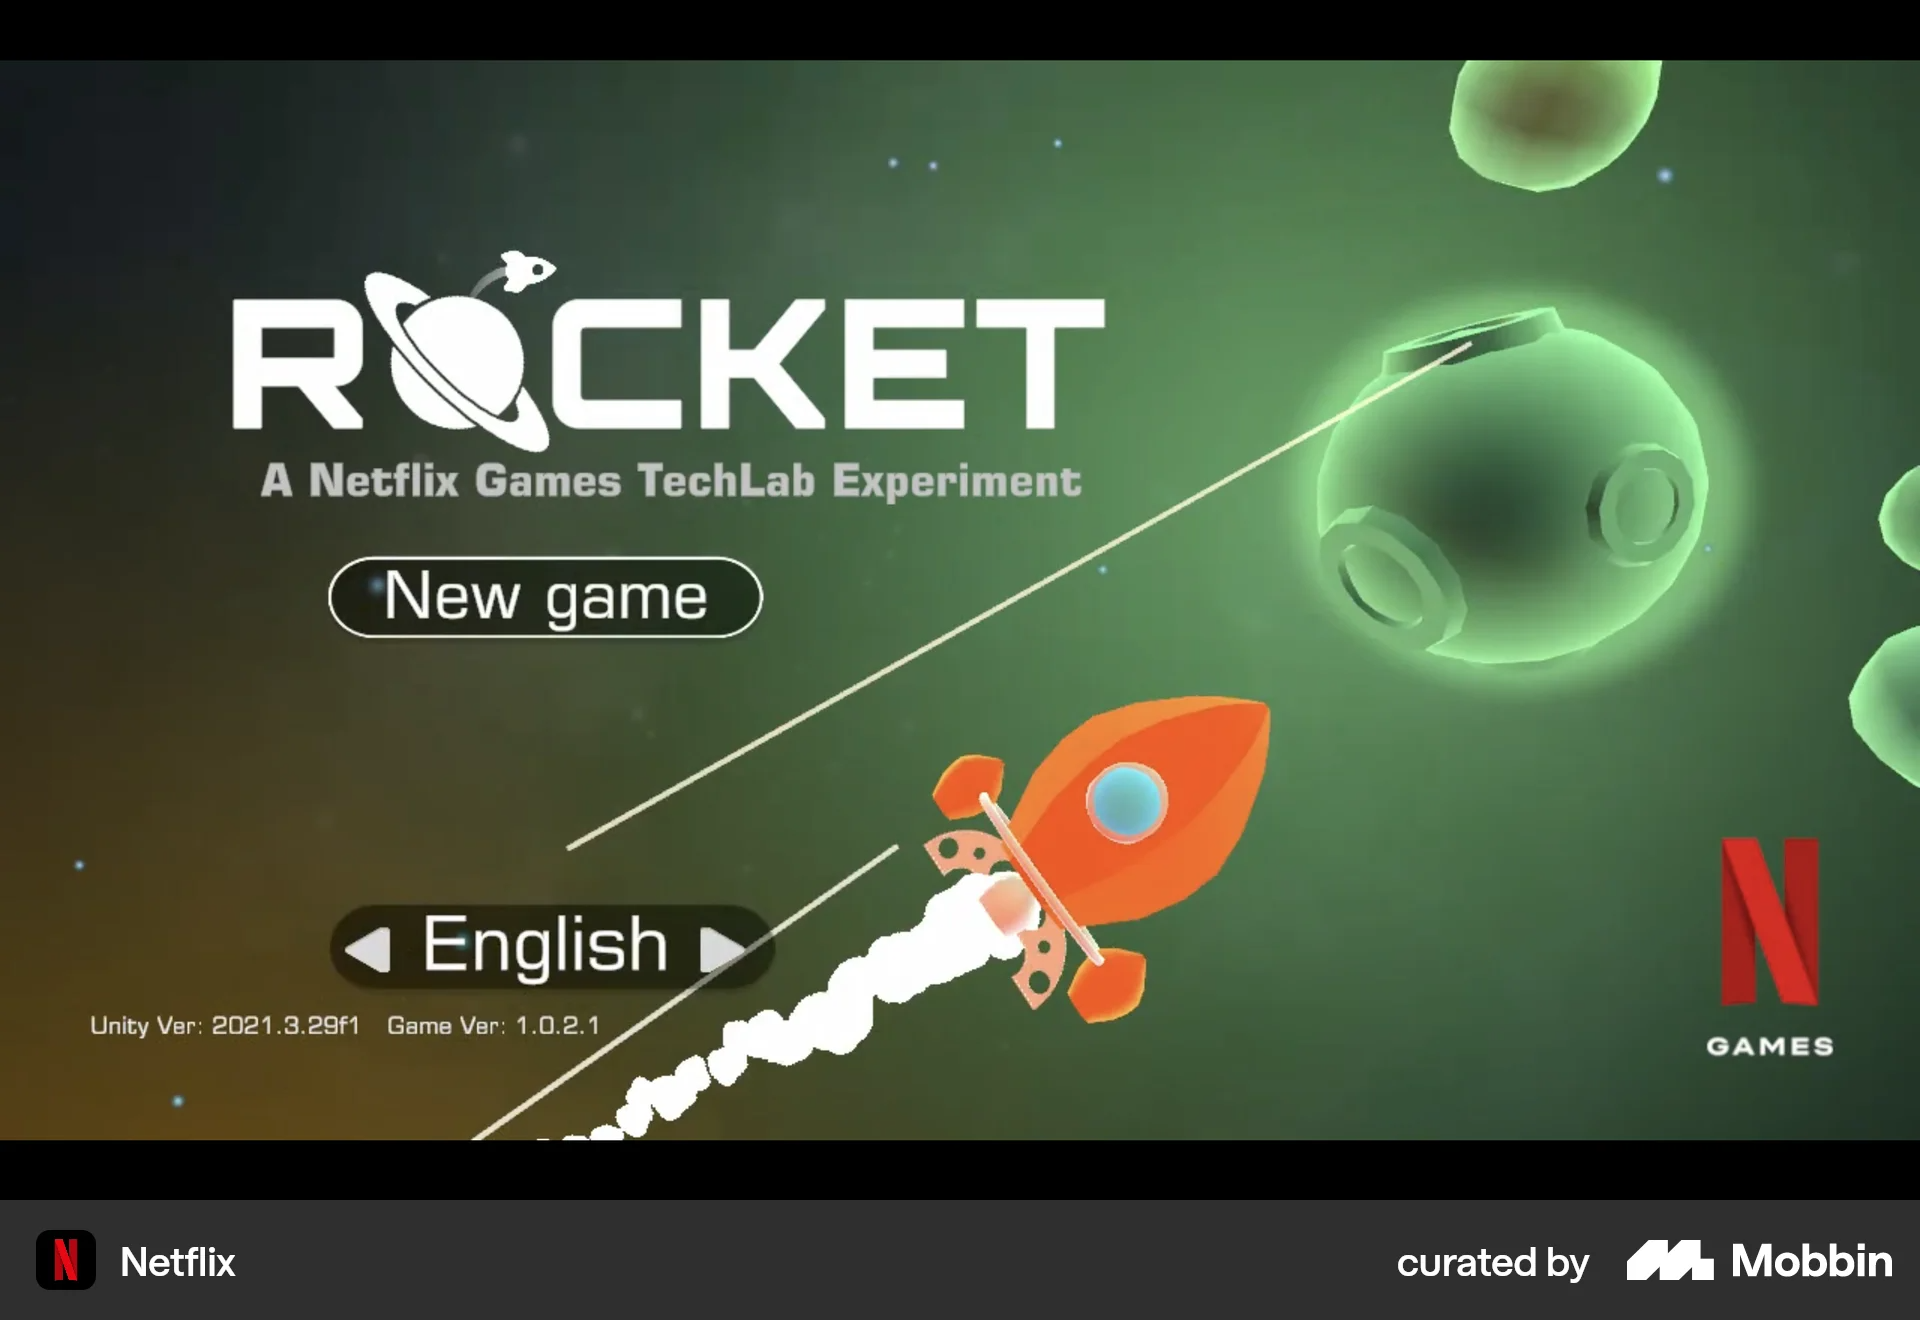 ROCKET
A Netflix Games TechLab Experiment
New game
English
Unity Ver: 2021.3.29f1 Game Ver: 1.0.2.1
N
GAMES
N Netflix
curated by Mobbin